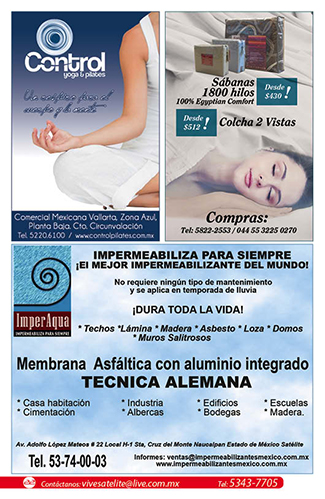 Control
yoga & pilates
Un respiro para el
cuerpo y la mente
Comercial Mexicana Vallarta, Zona Azul,
Planta Baja. Cto. Circunvalación
Tel. 5220.6100 / www.controlpilates.com.mx
Sábanas
1800 hilos
100% Egyptian Comfort
Desde
$430
!
Desde
$512
!
Colcha 2 Vistas
Compras:
Tel: 5822-2553 / 044 55 3225 0270
ImperAqua
IMPERMEABILIZA PARA SIEMPRE
IMPERMEABILIZA PARA SIEMPRE
¡El MEJOR IMPERMEABILIZANTE DEL MUNDO!
No requiere ningún tipo de mantenimiento
y se aplica en temporada de lluvia
¡DURA TODA LA VIDA!
* Techos *Lámina * Madera * Asbesto * Loza * Domos
* Muros Salitrosos
Membrana Asfáltica con aluminio integrado
TECNICA ALEMANA
* Casa habitación * Industria * Edificios * Escuelas
* Cimentación * Albercas * Bodegas * Madera.
Av. Adolfo López Mateos # 22 Local H-1 Sta, Cruz del Monte Naucalpan Estado de México Satélite
Tel. 53-74-00-03
Informes: ventas@impermeabilizantesmexico.com.mx
www.impermeabilizantesmexico.com.mx
Contáctanos: vivesatelite@live.com.mx Tel: 5343-7705